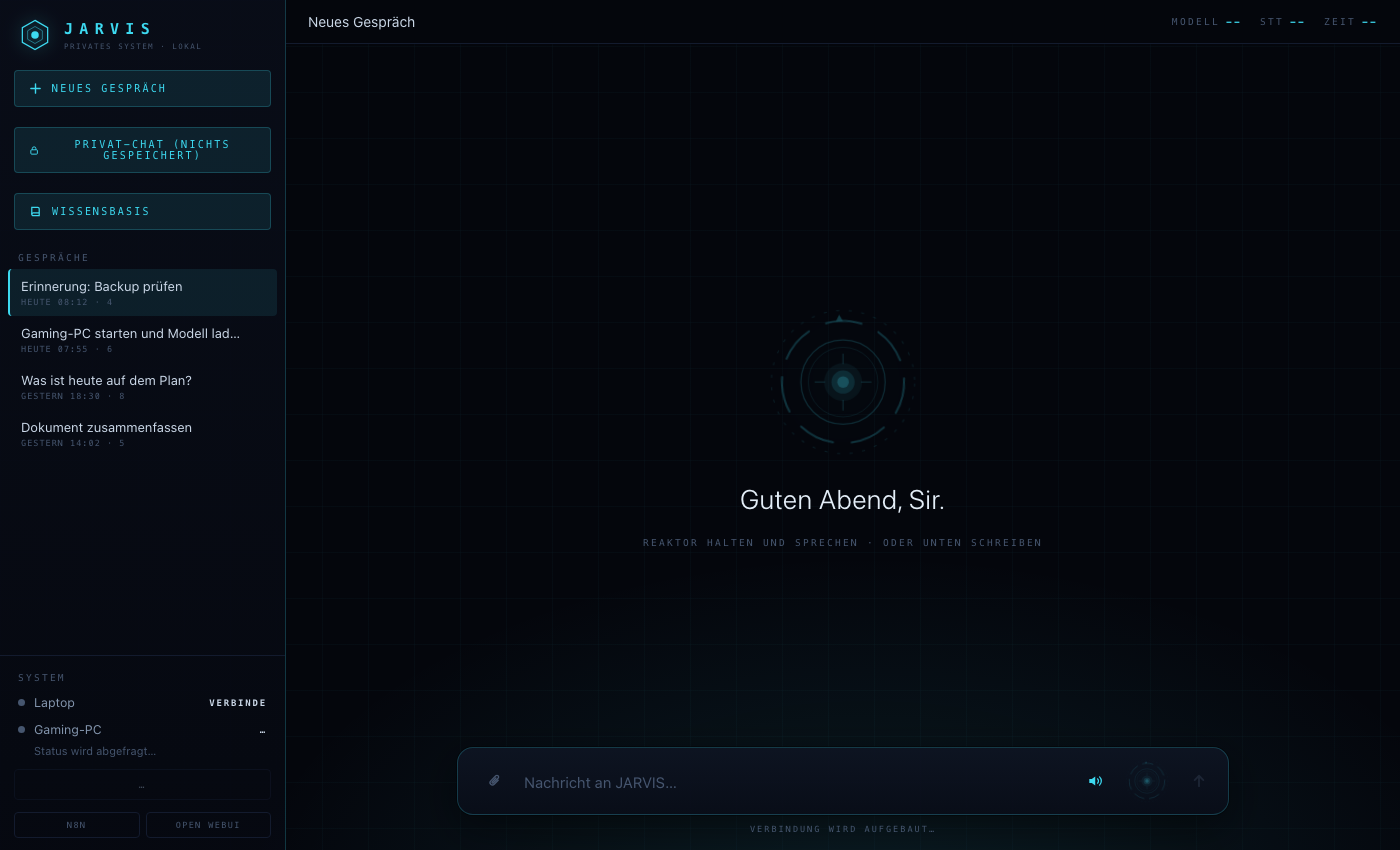 JARVIS
PRIVATES SYSTEM · LOKAL
NEUES GESPRÄCH
PRIVAT-CHAT (NICHTS
GESPEICHERT)
WISSENSBASIS
GESPRÄCHE
Erinnerung: Backup prüfen
HEUTE 08:12 · 4
Gaming-PC starten und Modell lad...
HEUTE 07:55 · 6
Was ist heute auf dem Plan?
GESTERN 18:30 · 8
Dokument zusammenfassen
GESTERN 14:02 · 5
SYSTEM
Laptop VERBINDE
Gaming-PC …
Status wird abgefragt…
…
N8N OPEN WEBUI
Neues Gespräch
MODELL -- STT -- ZEIT --
Guten Abend, Sir.
REAKTOR HALTEN UND SPRECHEN · ODER UNTEN SCHREIBEN
Nachricht an JARVIS…
VERBINDUNG WIRD AUFGEBAUT…